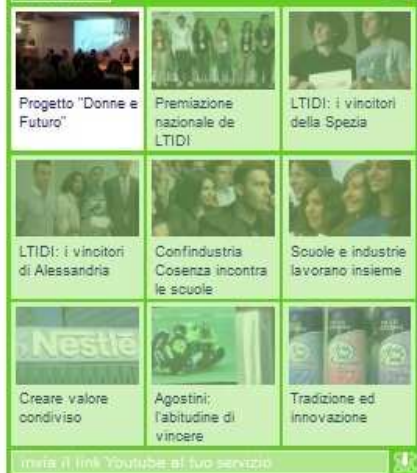 Progetto "Donne e
Futuro"
Premiazione
nazionale de
LTIDI
LTIDI: i vincitori
della Spezia
LTIDI: i vincitori
di Alessandria
Confindustria
Cosenza incontra
le scuole
Scuole e industrie
lavorano insieme
Nestlé
Creare valore
condiviso
Agostini:
l'abitudine di
vincere
Tradizione ed
innovazione
invia il link Youtube al tuo servizio